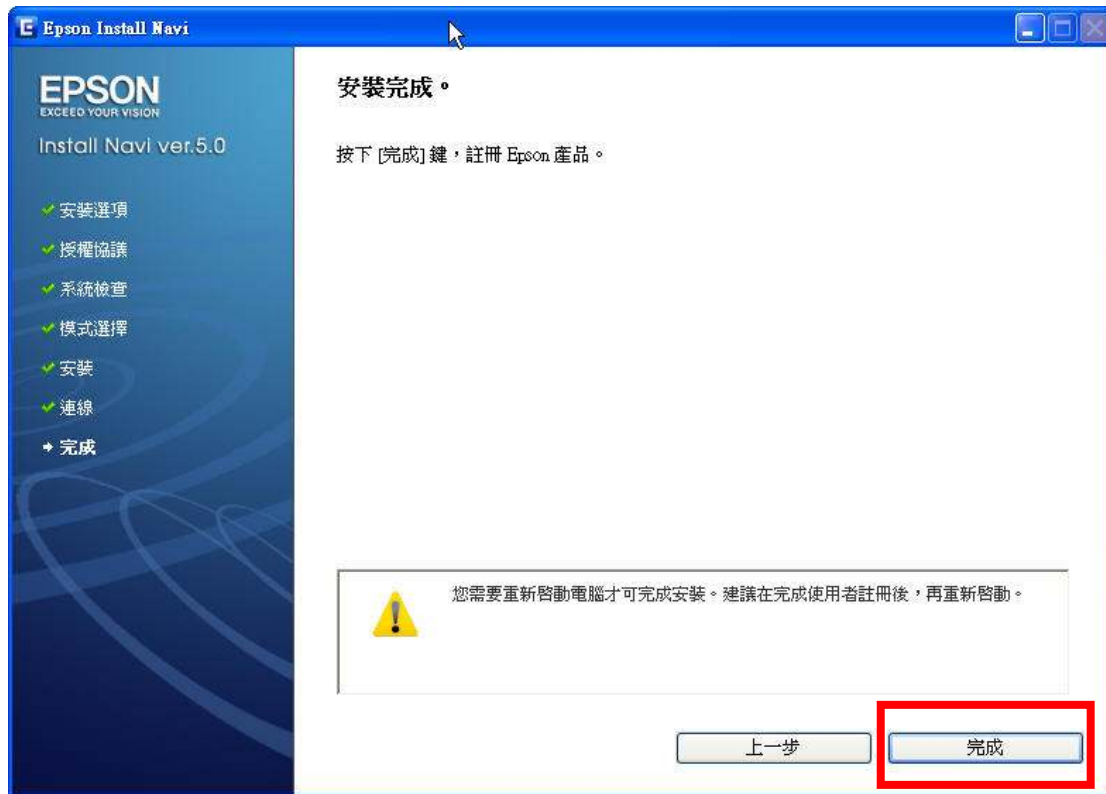 Epson Install Navi
EPSON
EXCEED YOUR VISION
Install Navi ver.5.0
安裝選項
授權協議
系統檢查
模式選擇
安裝
連線
完成
安裝完成。
按下 [完成] 鍵，註冊 Epson 產品。
您需要重新啟動電腦才可完成安裝。建議在完成使用者註冊後，再重新啟動。
上一步
完成